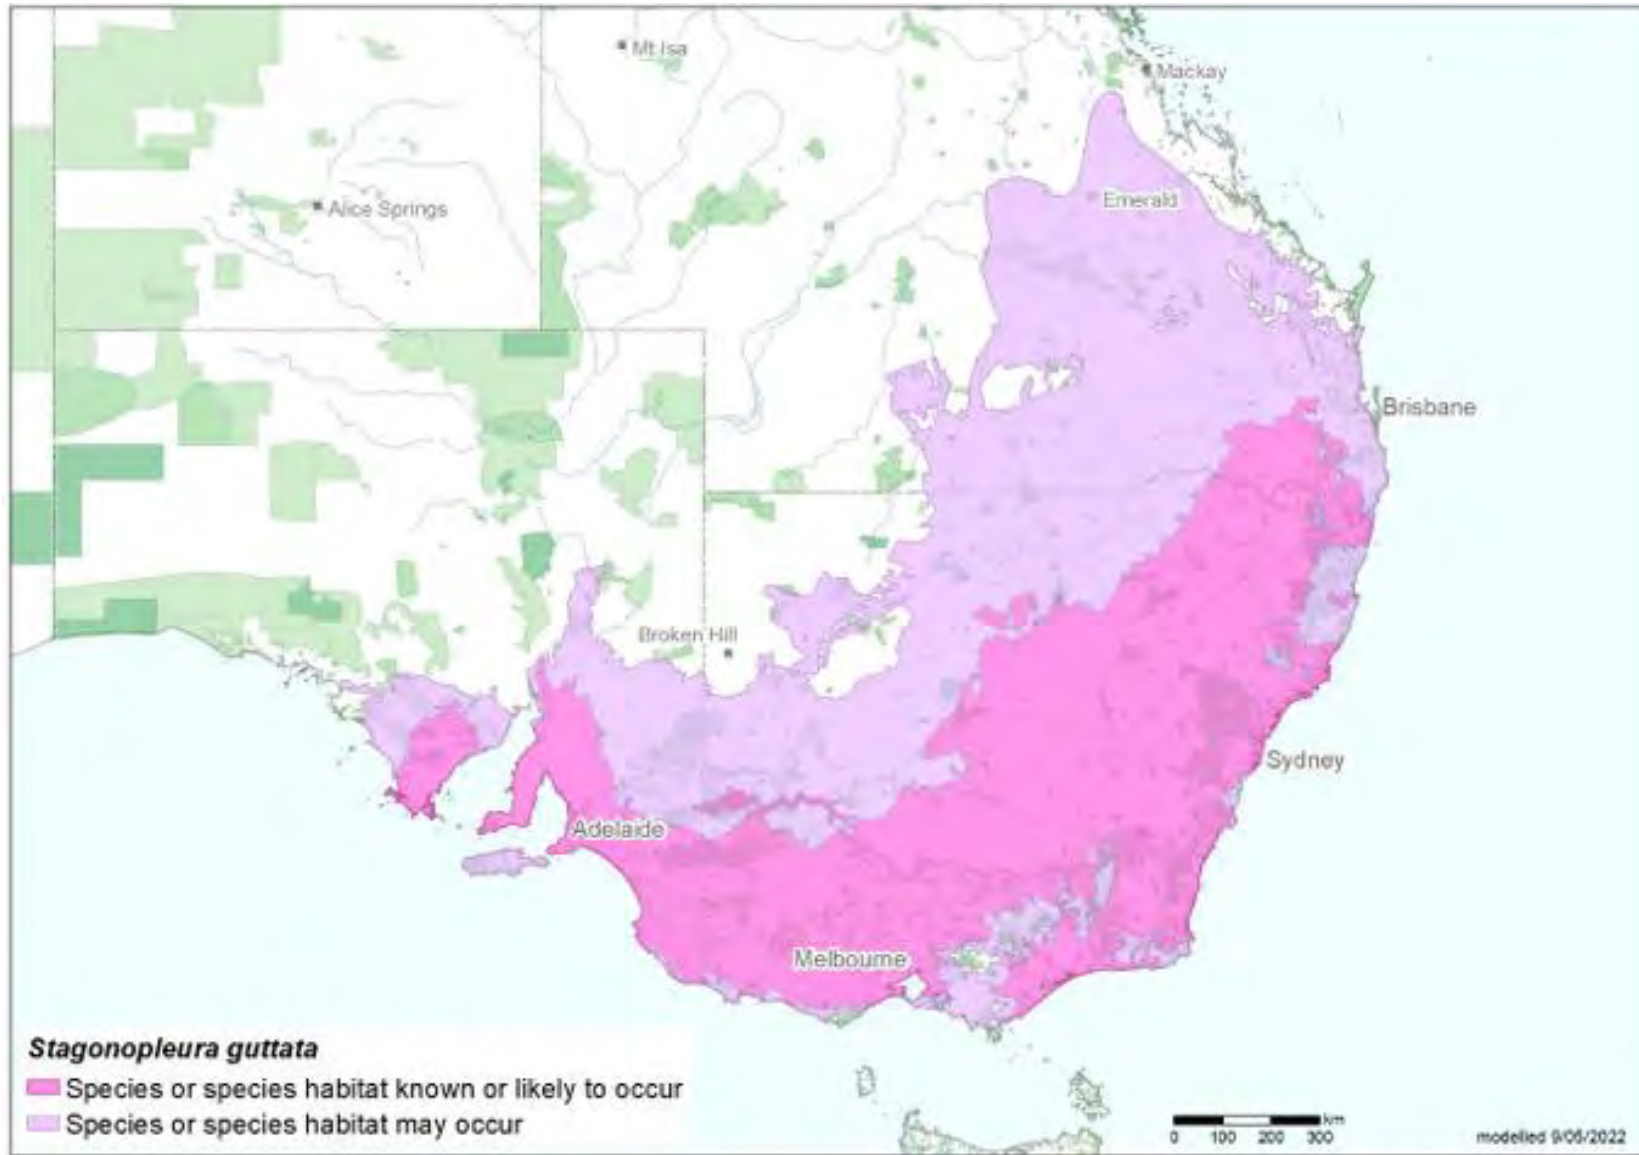 Mt Isa
Mackay
Alice Springs
Emerald
Brisbane
Broken Hill
Sydney
Adelaide
Melbourne
Stagonopleura guttata
Species or species habitat known or likely to occur
Species or species habitat may occur
km
0 100 200 300
modelled 9/05/2022